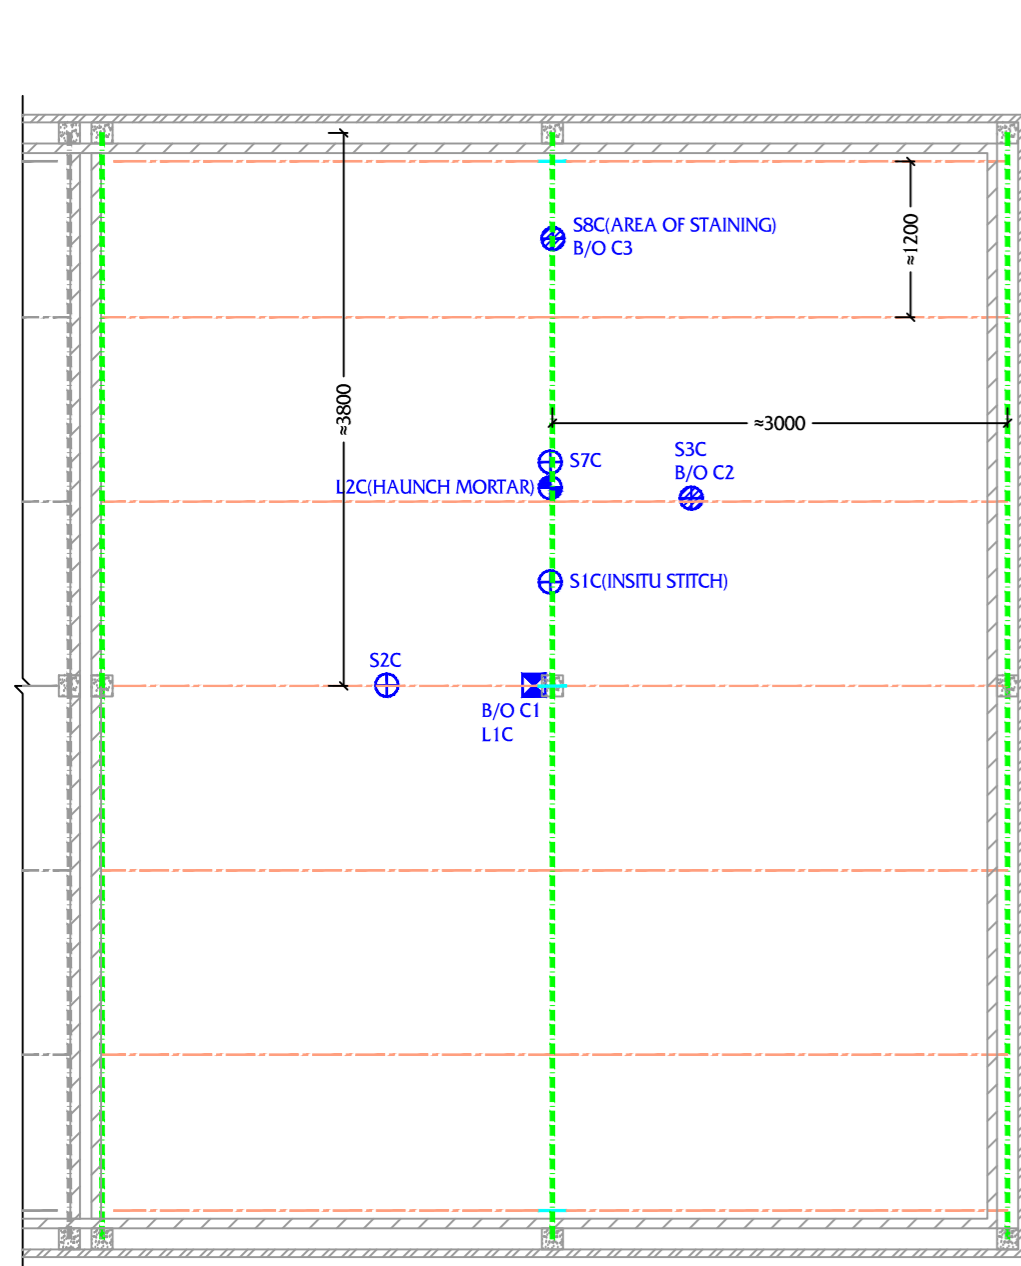 S8C(AREA OF STAINING)
B/O C3
≈1200
≈3800
≈3000
S7C
S3C
B/O C2
L2C(HAUNCH MORTAR)
S1C(INSITU STITCH)
S2C
B/O C1
L1C